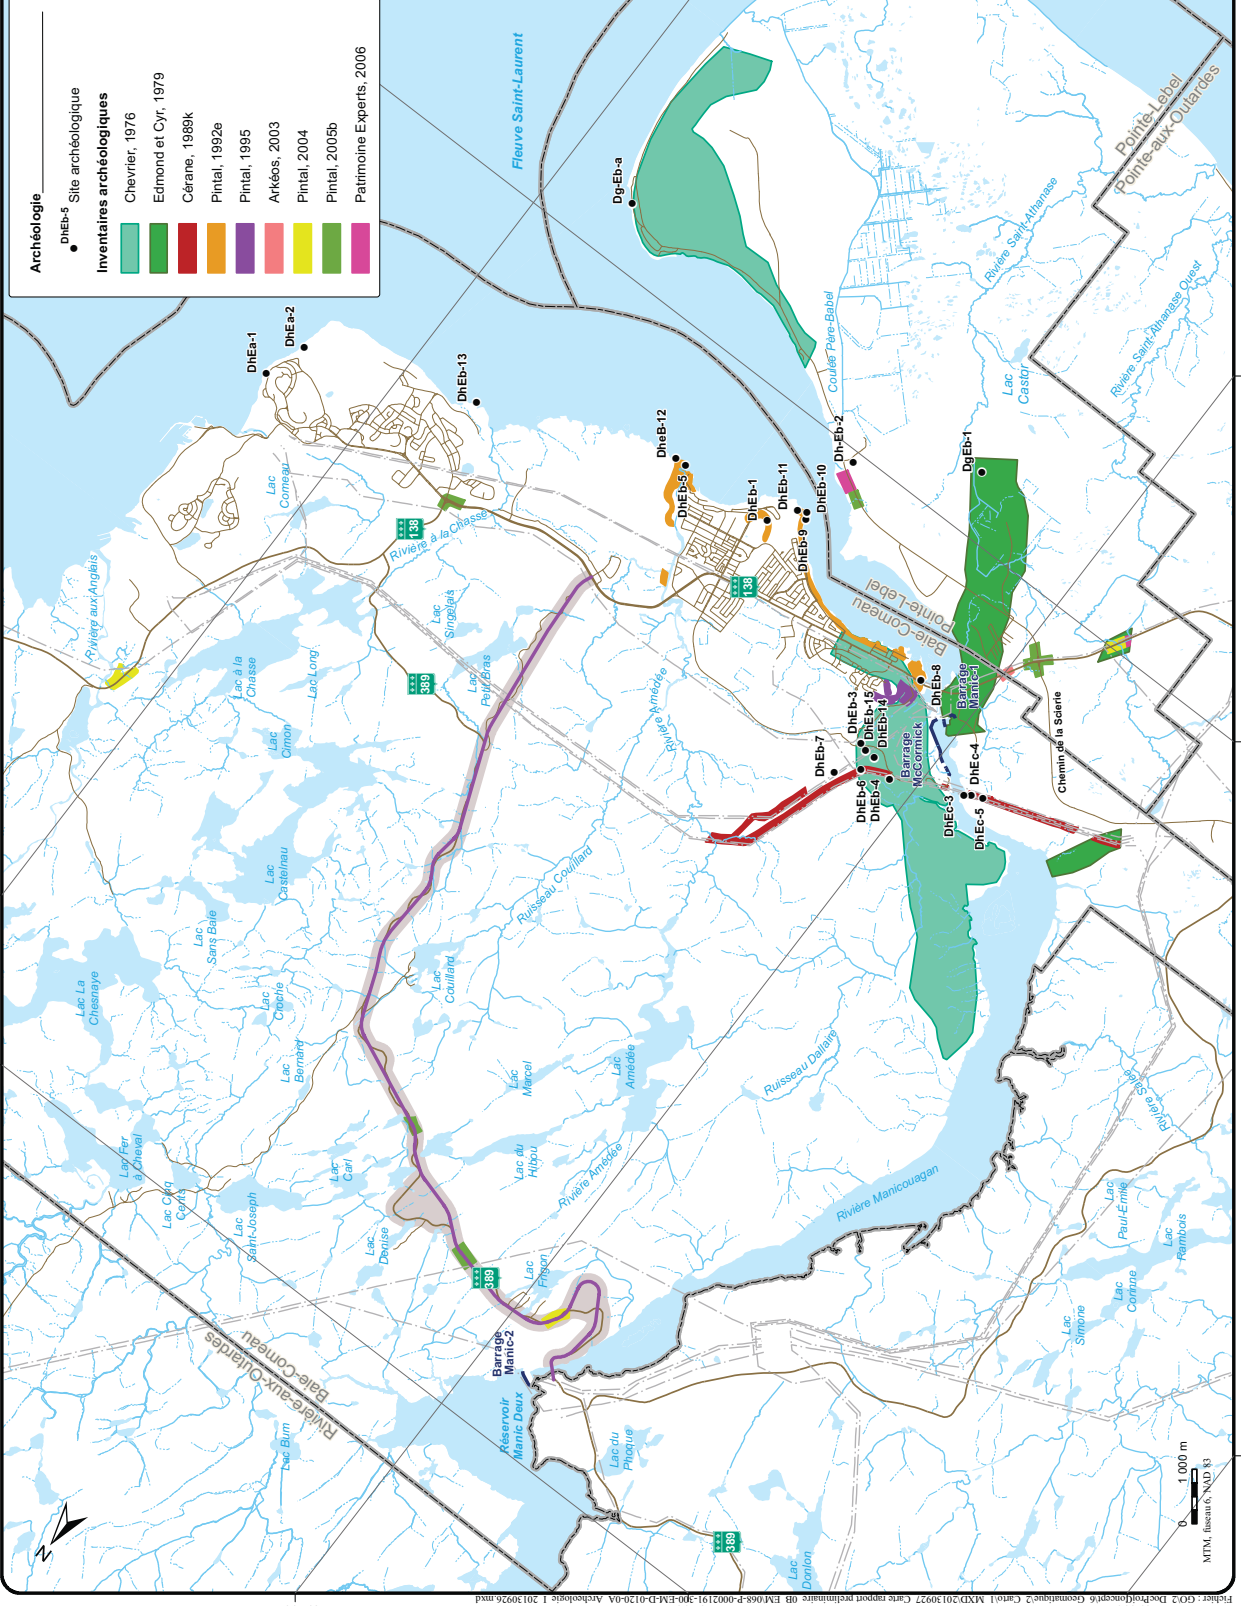 Archéologie
DhEb-5
Site archéologique
Inventaires archéologiques
Chevrier, 1976
Edmond et Cyr, 1979
Cérane, 1989k
Pintal, 1992e
Pintal, 1995
Arkéos, 2003
Pintal, 2004
Pintal, 2005b
Patrimoine Experts, 2006
Fleuve Saint-Laurent
Pointe-Lebel
Pointe-aux-Outardes
Dg-Eb-a
Rivière Saint-Athanase
Rivière Saint-Athanase Ouest
Coulée Père-Babel
Lac
Castor
DhEa-1
DhEa-2
DhEb-13
DheB-12
DhEb-5
DhEb-1
DhEb-11
DhEb-10
DhEb-9
Dh-Eb-2
DgEb-1
Lac
Comeau
138
Rivière à la Chasse
Rivière aux Anglais
138
Baie-Comeau
Pointe-Lebel
Lac
Singelais
Lac à la
Chasse
Lac Long
389
Lac
Petit Bras
Lac
Cimon
Rivière Amédée
DhEb-7
DhEb-3
DhEb-15
DhEb-14
DhEb-6
DhEb-4
DhEb-8
Barrage
Manic-1
Barrage
McCormick
DhEc-3
DhEc-4
DhEc-5
Chemin de la Scierie
Lac
Castelnau
Lac
Sans Baie
Ruisseau Couillard
Lac La
Chesnaye
Lac
Croche
Lac
Couillard
Lac
Bernard
Lac
Marcel
Lac
Amédée
Ruisseau Dallaire
Rivière Salée
Lac Fer
à Cheval
Lac Cinq
Cents
Lac
Carl
Lac du
Hibou
Rivière Amédée
Rivière Manicouagan
Lac
Saint-Joseph
Lac
Denise
Lac
Paul-Émile
Lac
Rambois
389
Lac
Frigon
Lac
Corinne
Lac
Simone
Rivière-aux-Outardes
Baie-Comeau
Barrage
Manic-2
Réservoir
Manic Deux
Lac Bum
Lac du
Phoque
389
Lac
Donlon
N
0 1 000 m
MTM, fuseau 6, NAD 83